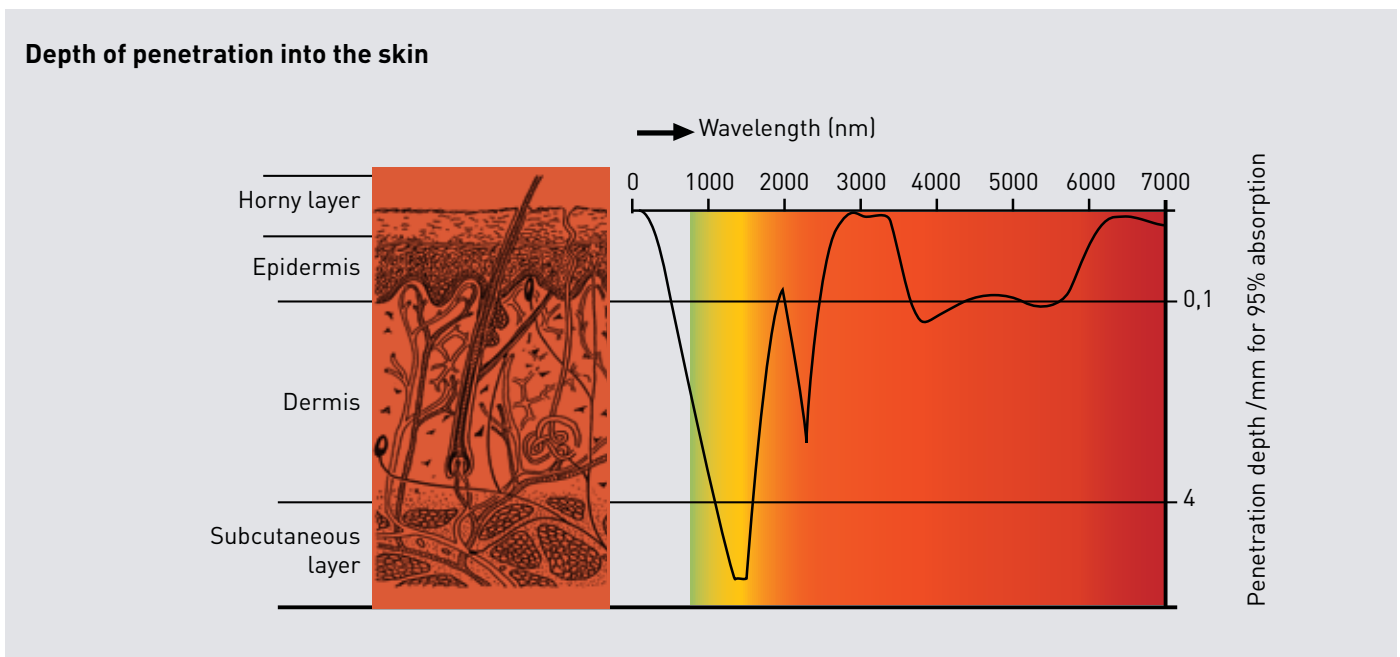 Depth of penetration into the skin
Wavelength (nm)
0 1000 2000 3000 4000 5000 6000 7000
Horny layer
Epidermis
Dermis
Subcutaneous
layer
0,1
4
Penetration depth /mm for 95% absorption